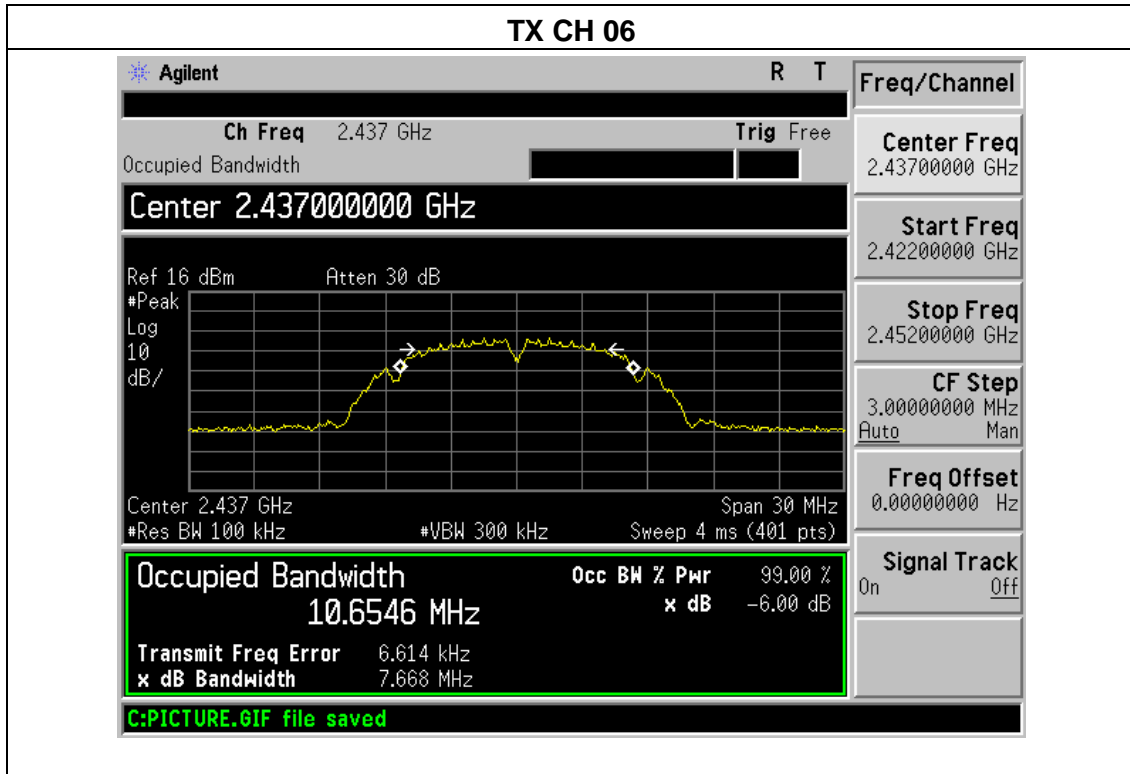 TX CH 06
Agilent R T
Ch Freq 2.437 GHz Trig Free
Occupied Bandwidth
Center 2.437000000 GHz
Ref 16 dBm Atten 30 dB
#Peak
Log
10
dB/
Center 2.437 GHz Span 30 MHz
#Res BW 100 kHz #VBW 300 kHz Sweep 4 ms (401 pts)
Occupied Bandwidth Occ BW % Pwr 99.00 %
10.6546 MHz x dB -6.00 dB
Transmit Freq Error 6.614 kHz
x dB Bandwidth 7.668 MHz
C:PICTURE.GIF file saved
Freq/Channel
Center Freq
2.43700000 GHz
Start Freq
2.42200000 GHz
Stop Freq
2.45200000 GHz
CF Step
3.00000000 MHz
Auto Man
Freq Offset
0.00000000 Hz
Signal Track
On Off